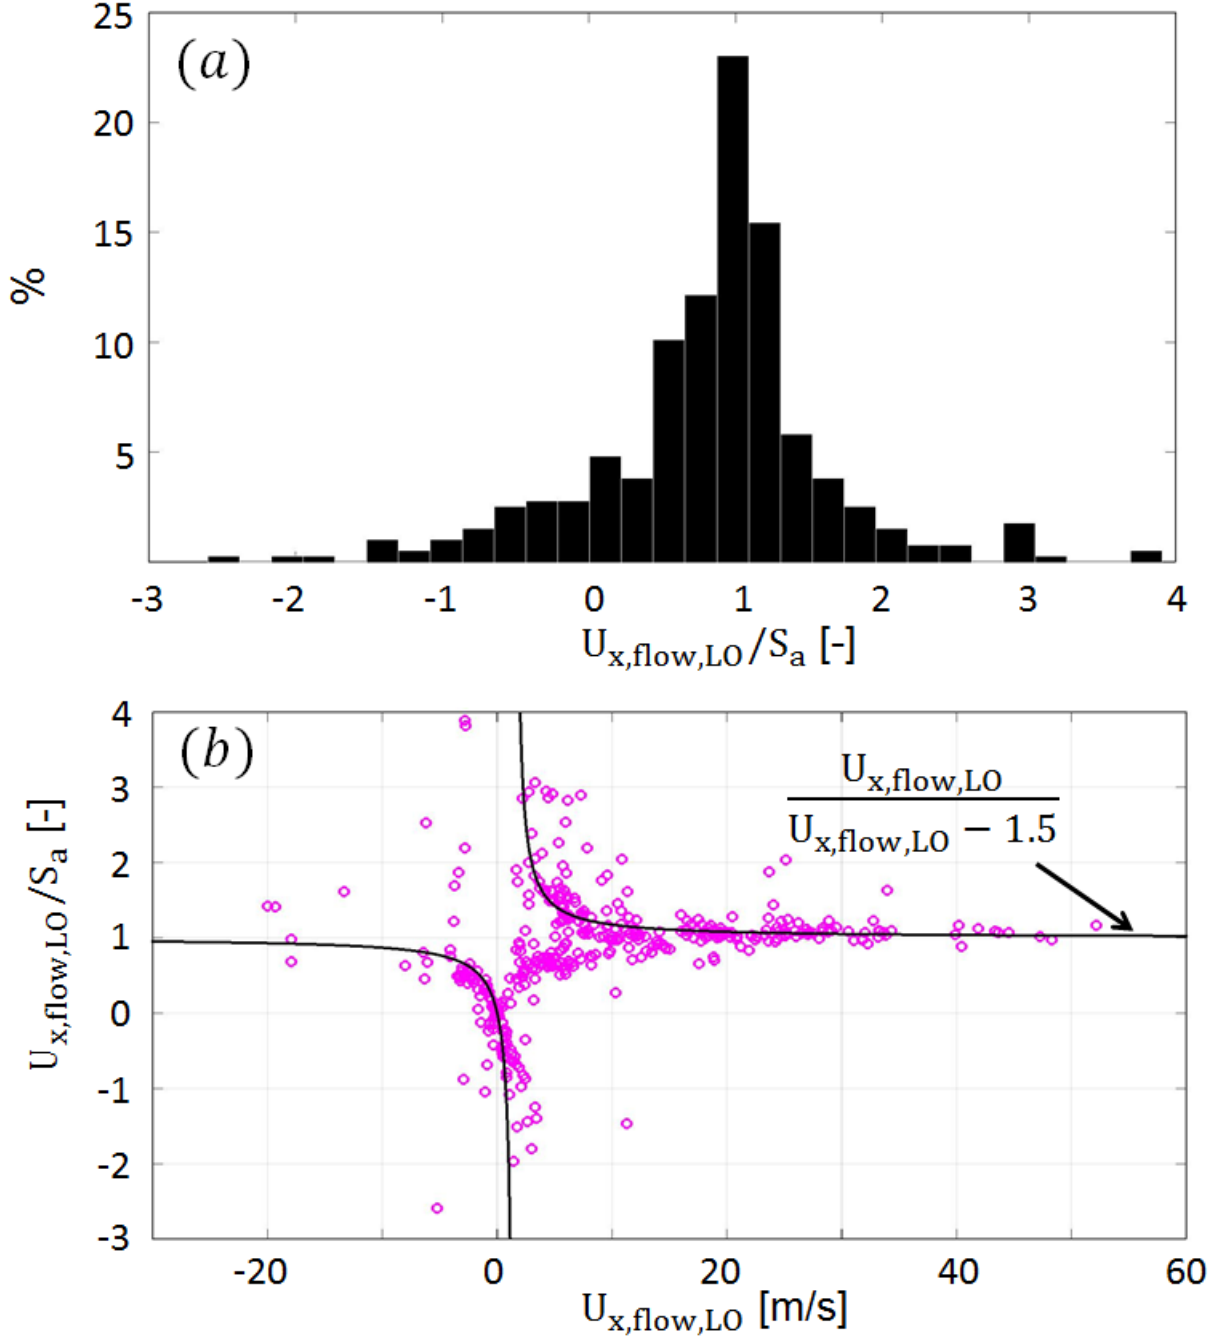 25
(a)
20
15
%
10
5
-3 -2 -1 0 1 2 3 4
U_x,flow,LO/S_a [-]
4
(b)
U_x,flow,LO
3
U_x,flow,LO − 1.5
2
1
U_x,flow,LO/S_a [-]
0
-1
-2
-3
-20 0 20 40 60
U_x,flow,LO [m/s]